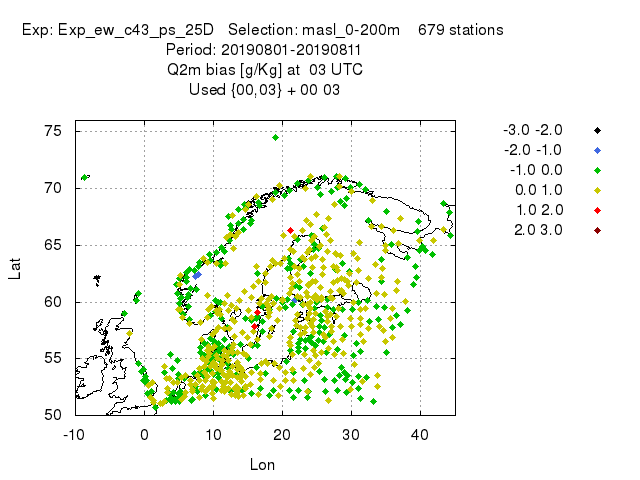 Exp: Exp_ew_c43_ps_25D Selection: masl_0-200m 679 stations
Period: 20190801-20190811
Q2m bias [g/Kg] at 03 UTC
Used {00,03} + 00 03
75
70
65
60
55
50
-10 0 10 20 30 40
Lat
Lon
-3.0 -2.0
-2.0 -1.0
-1.0 0.0
0.0 1.0
1.0 2.0
2.0 3.0